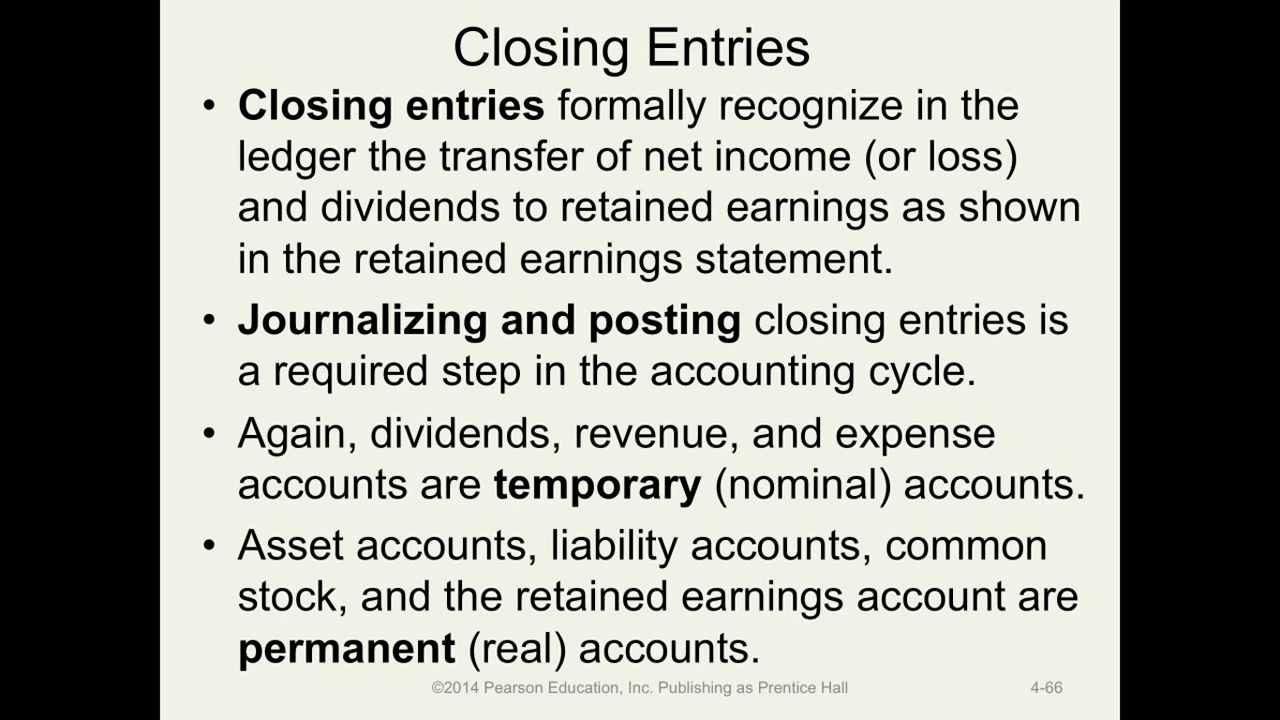 Closing Entries
• Closing entries formally recognize in the
ledger the transfer of net income (or loss)
and dividends to retained earnings as shown
in the retained earnings statement.
• Journalizing and posting closing entries is
a required step in the accounting cycle.
• Again, dividends, revenue, and expense
accounts are temporary (nominal) accounts.
• Asset accounts, liability accounts, common
stock, and the retained earnings account are
permanent (real) accounts.
©2014 Pearson Education, Inc. Publishing as Prentice Hall 4-66